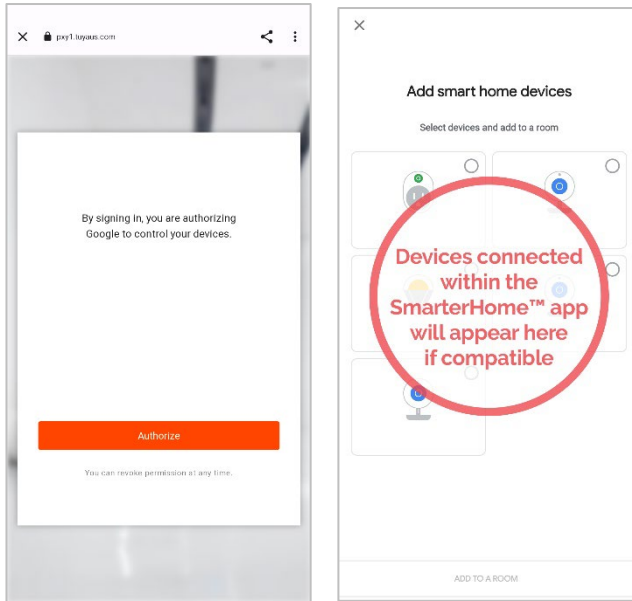 pxy1.tuyaus.com
By signing in, you are authorizing
Google to control your devices.
Authorize
You can revoke permission at any time.
Add smart home devices
Select devices and add to a room
Devices connected
within the
SmarterHome™ app
will appear here
if compatible
ADD TO A ROOM